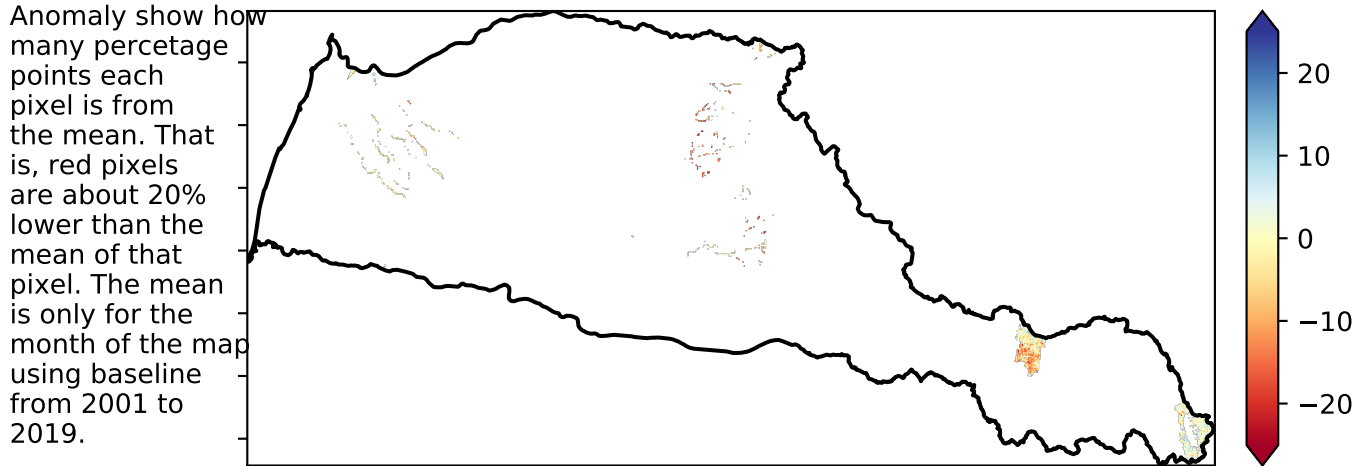 Anomaly show how
many percetage
points each
pixel is from
the mean. That
is, red pixels
are about 20%
lower than the
mean of that
pixel. The mean
is only for the
month of the map
using baseline
from 2001 to
2019.
20
10
0
−10
−20